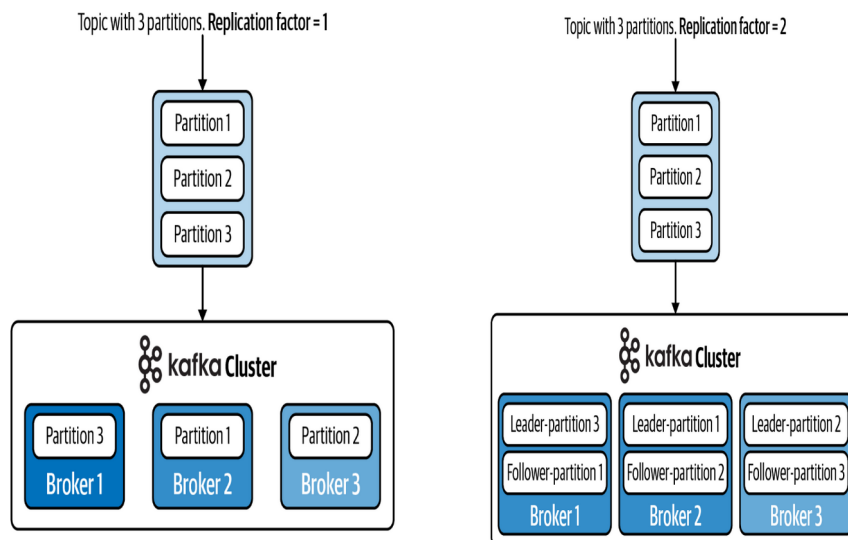 Topic with 3 partitions. Replication factor = 1
Partition 1
Partition 2
Partition 3
kafka Cluster
Partition 3
Broker 1
Partition 1
Broker 2
Partition 2
Broker 3
Topic with 3 partitions. Replication factor = 2
Partition 1
Partition 2
Partition 3
kafka Cluster
Leader-partition 3
Follower-partition 1
Broker 1
Leader-partition 1
Follower-partition 2
Broker 2
Leader-partition 2
Follower-partition 3
Broker 3